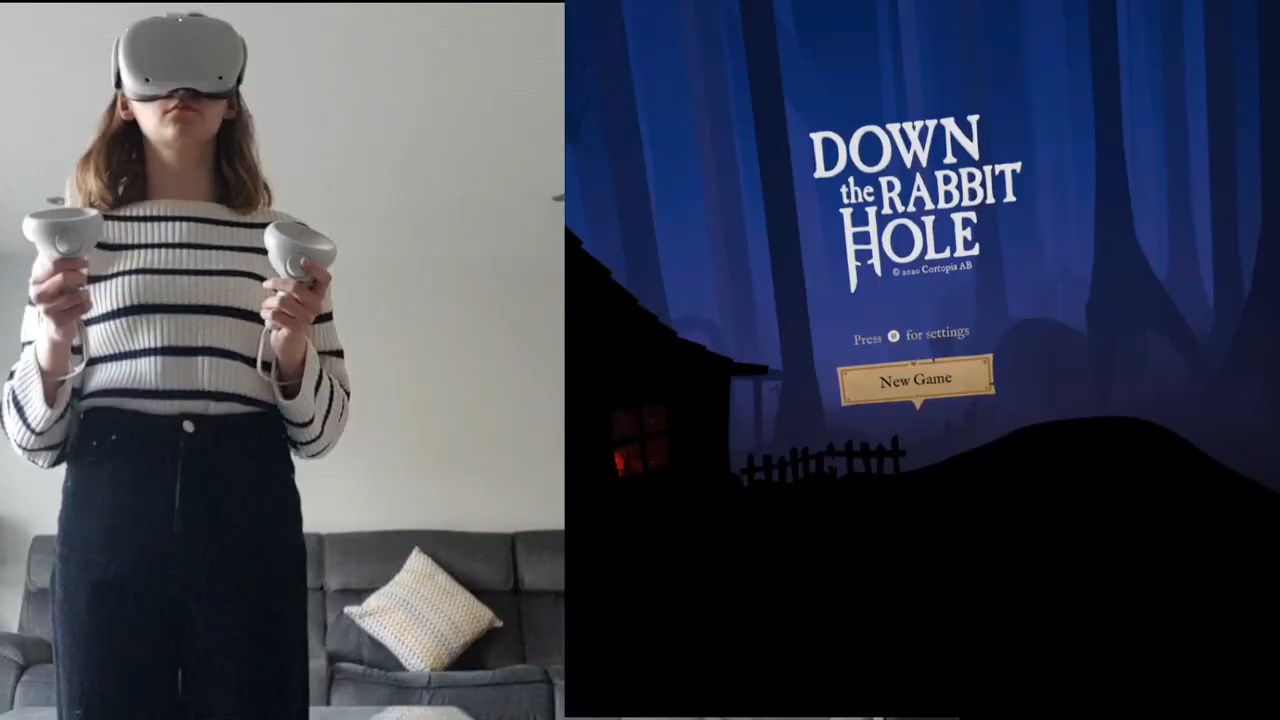 DOWN
the RABBIT
HOLE
© 2020 Cortopia AB
Press for settings
New Game